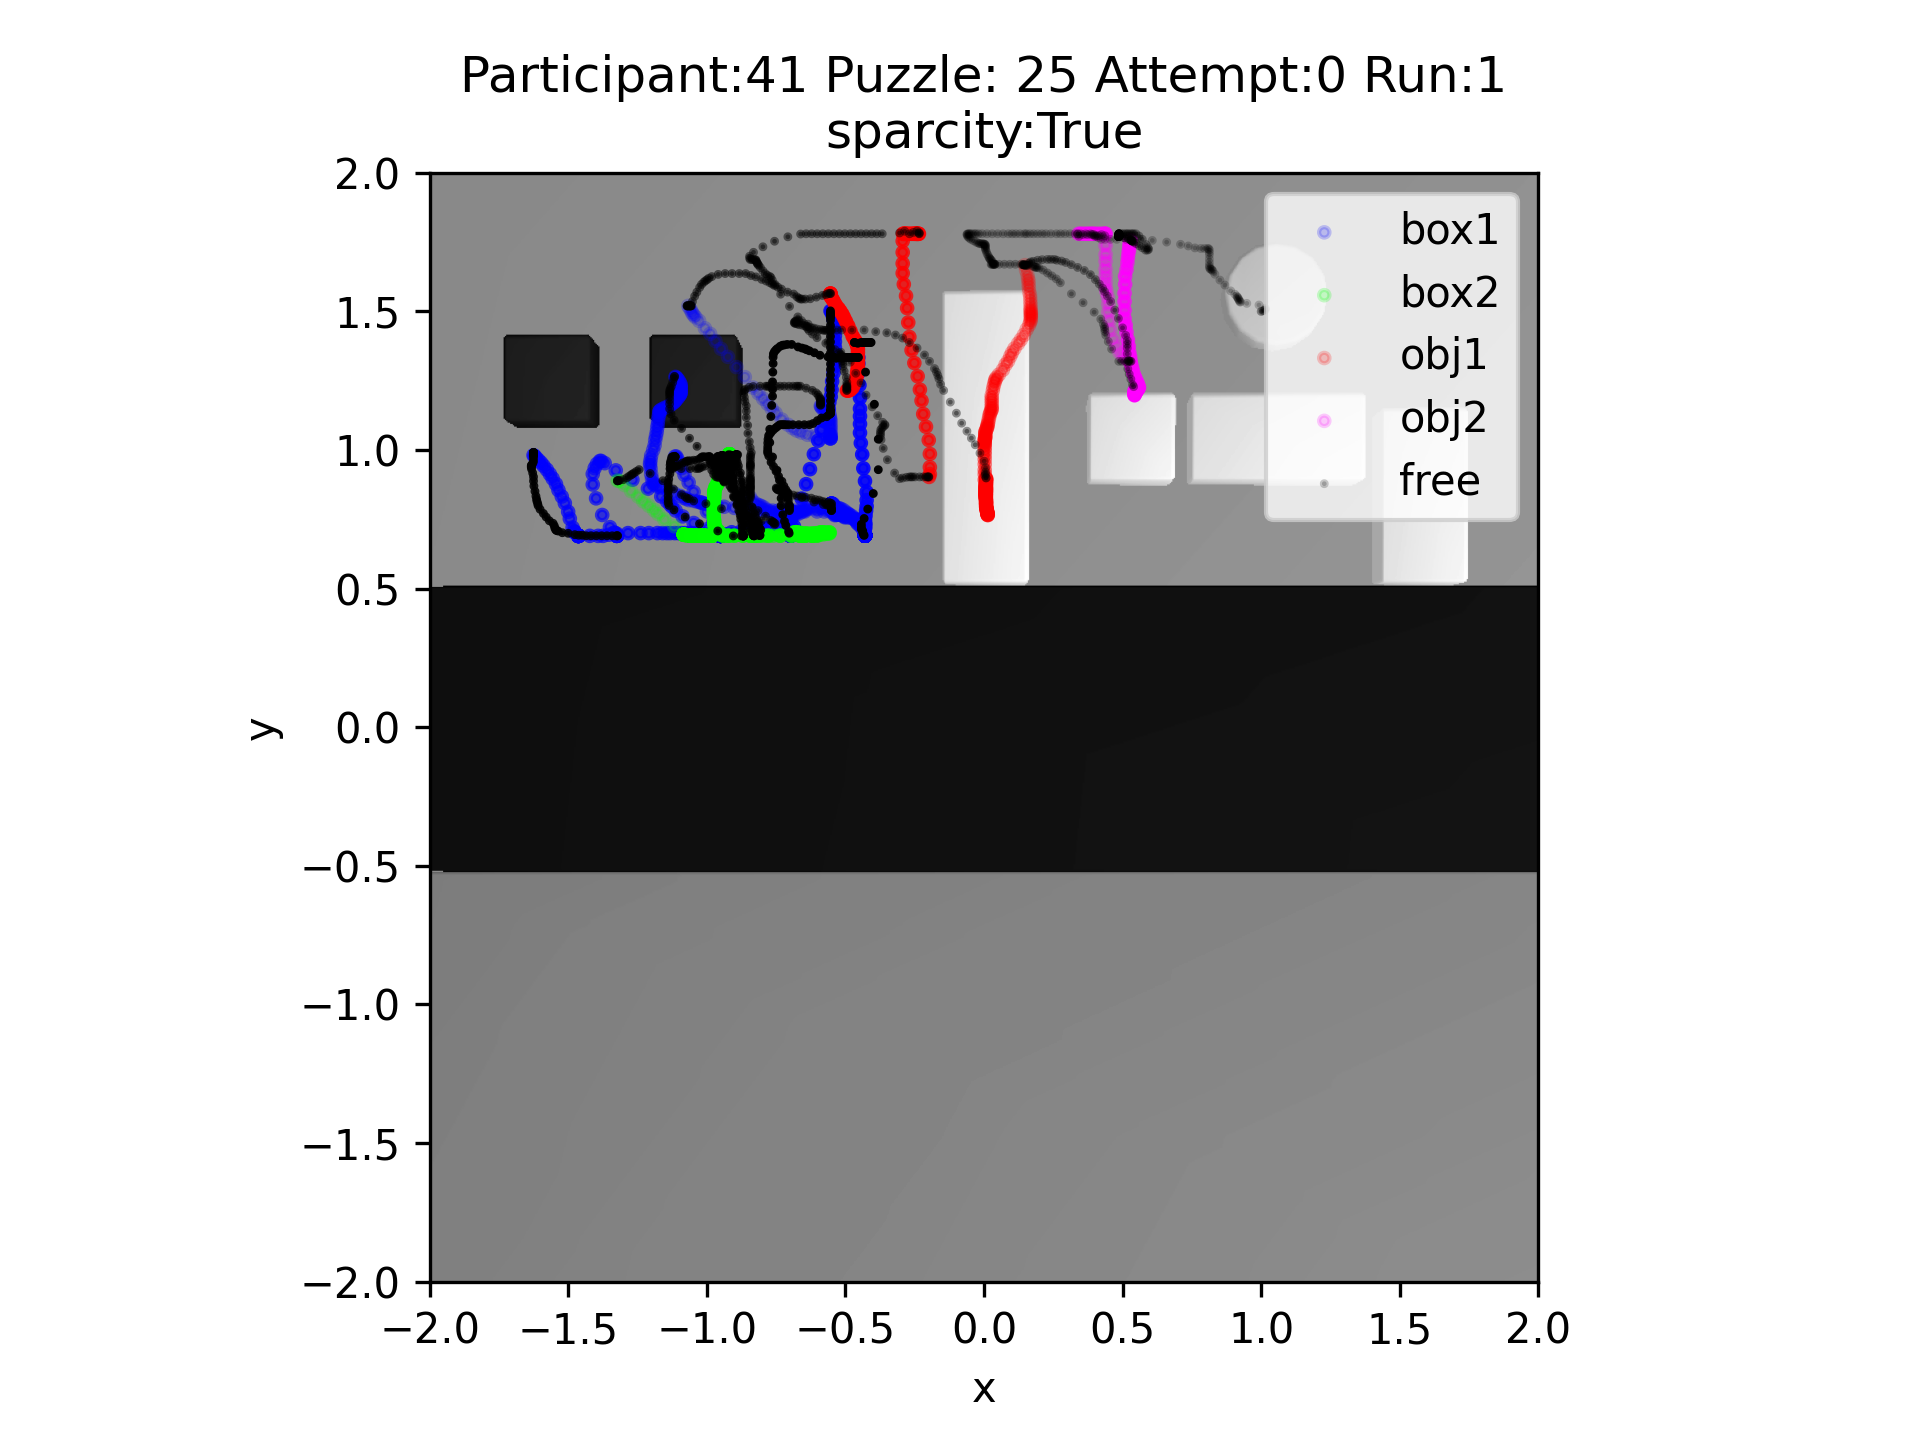 Participant:41 Puzzle: 25 Attempt:0 Run:1
sparcity:True
2.0
1.5
1.0
0.5
0.0
−0.5
−1.0
−1.5
−2.0
y
box1
box2
obj1
obj2
free
−2.0 −1.5 −1.0 −0.5 0.0 0.5 1.0 1.5 2.0
x